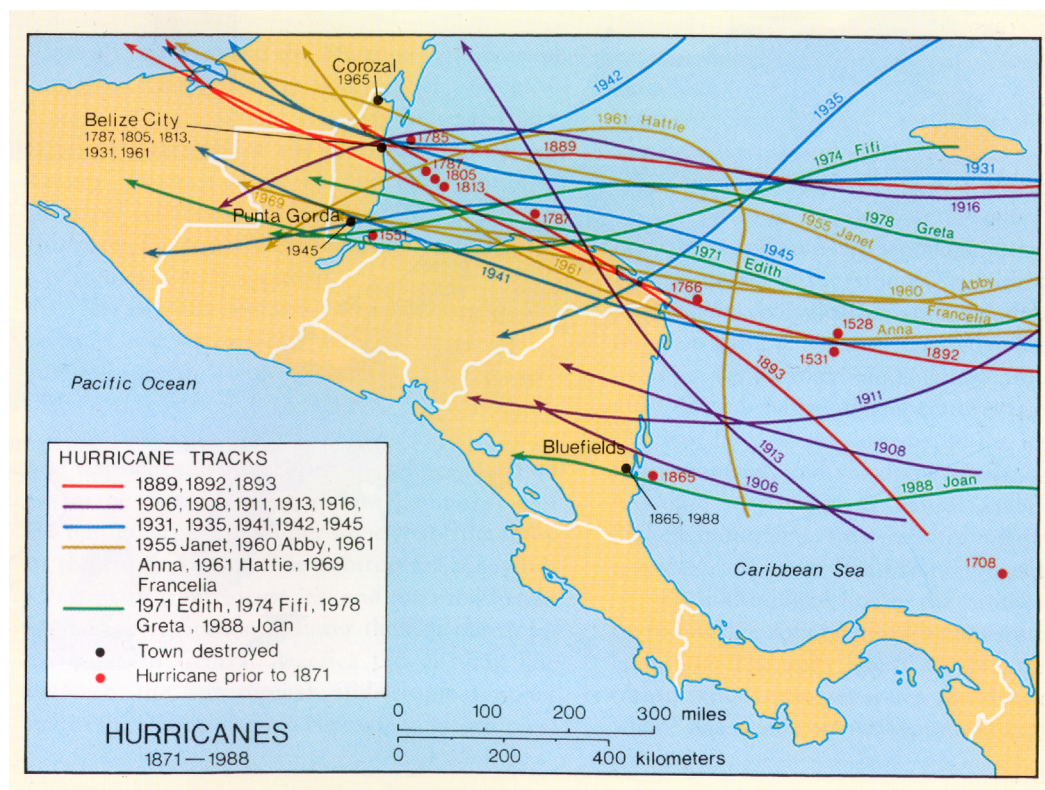 Corozal
1965
1942
1935
Belize City
1787, 1805, 1813,
1931, 1961
1961 Hattie
1785
1889
1974 Fifi
1931
1787
1805
1813
1916
1969
Punta Gorda
1787
1978 Greta
1955 Janet
1551
1945
1945
1971 Edith
1941
1961
1766
1960 Abby
Francelia
1528
Anna
1531
1892
1893
Pacific Ocean
1911
HURRICANE TRACKS
1889, 1892, 1893
1906, 1908, 1911, 1913, 1916,
1931, 1935, 1941, 1942, 1945
1955 Janet, 1960 Abby, 1961
Anna, 1961 Hattie, 1969
Francelia
1971 Edith, 1974 Fifi, 1978
Greta, 1988 Joan
Town destroyed
Hurricane prior to 1871
Bluefields
1913
1908
1865
1906
1988 Joan
1865, 1988
Caribbean Sea
1708
HURRICANES
1871—1988
0 100 200 300 miles
0 200 400 kilometers